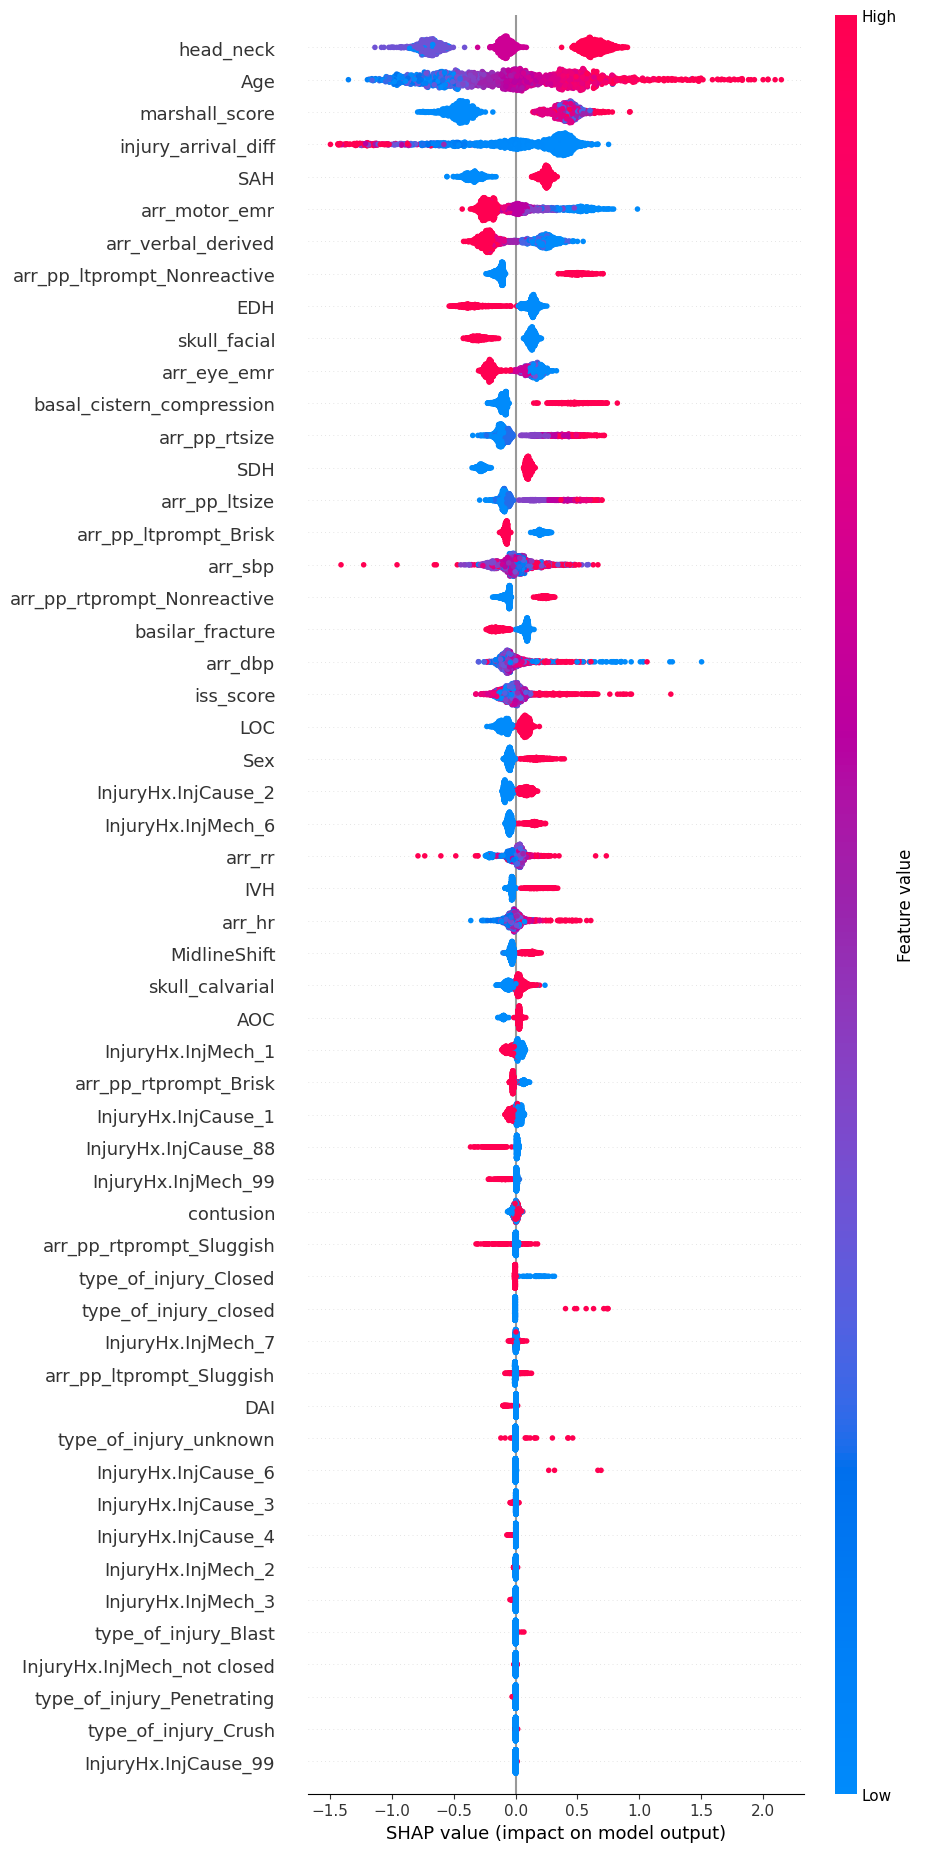 High
head_neck
Age
marshall_score
injury_arrival_diff
SAH
arr_motor_emr
arr_verbal_derived
arr_pp_ltprompt_Nonreactive
EDH
skull_facial
arr_eye_emr
basal_cistern_compression
arr_pp_rtsize
SDH
arr_pp_ltsize
arr_pp_ltprompt_Brisk
arr_sbp
arr_pp_rtprompt_Nonreactive
basilar_fracture
arr_dbp
iss_score
LOC
Sex
InjuryHx.InjCause_2
InjuryHx.InjMech_6
arr_rr
IVH
arr_hr
MidlineShift
skull_calvarial
AOC
InjuryHx.InjMech_1
arr_pp_rtprompt_Brisk
InjuryHx.InjCause_1
InjuryHx.InjCause_88
InjuryHx.InjMech_99
contusion
arr_pp_rtprompt_Sluggish
type_of_injury_Closed
type_of_injury_closed
InjuryHx.InjMech_7
arr_pp_ltprompt_Sluggish
DAI
type_of_injury_unknown
InjuryHx.InjCause_6
InjuryHx.InjCause_3
InjuryHx.InjCause_4
InjuryHx.InjMech_2
InjuryHx.InjMech_3
type_of_injury_Blast
InjuryHx.InjMech_not closed
type_of_injury_Penetrating
type_of_injury_Crush
InjuryHx.InjCause_99
Low
Feature value
−1.5 −1.0 −0.5 0.0 0.5 1.0 1.5 2.0
SHAP value (impact on model output)